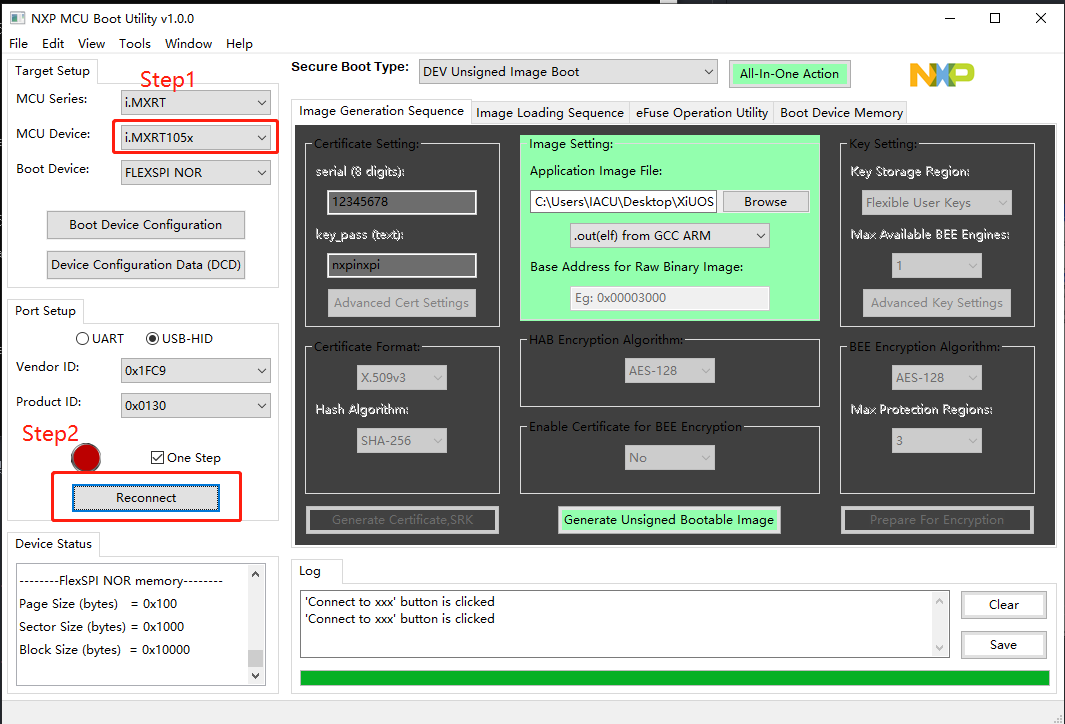 NXP MCU Boot Utility v1.0.0
File Edit View Tools Window Help
Target Setup
Step1
MCU Series:
i.MXRT
MCU Device:
i.MXRT105x
Boot Device:
FLEXSPI NOR
Boot Device Configuration
Device Configuration Data (DCD)
Port Setup
UART
USB-HID
Vendor ID:
0x1FC9
Product ID:
0x0130
Step2
One Step
Reconnect
Device Status
--------FlexSPI NOR memory--------
Page Size (bytes) = 0x100
Sector Size (bytes) = 0x1000
Block Size (bytes) = 0x10000
Secure Boot Type:
DEV Unsigned Image Boot
All-In-One Action
NXP
Image Generation Sequence
Image Loading Sequence
eFuse Operation Utility
Boot Device Memory
Certificate Setting:
serial (8 digits):
12345678
key_pass (text):
nxpinxpi
Advanced Cert Settings
Image Setting:
Application Image File:
C:\Users\IACU\Desktop\XiUOS
Browse
.out(elf) from GCC ARM
Base Address for Raw Binary Image:
Eg: 0x00003000
Key Setting:
Key Storage Region:
Flexible User Keys
Max Available BEE Engines:
1
Advanced Key Settings
Certificate Format:
X.509v3
Hash Algorithm:
SHA-256
HAB Encryption Algorithm:
AES-128
Enable Certificate for BEE Encryption
No
BEE Encryption Algorithm:
AES-128
Max Protection Regions:
3
Generate Certificate,SRK
Generate Unsigned Bootable Image
Prepare For Encryption
Log
'Connect to xxx' button is clicked
'Connect to xxx' button is clicked
Clear
Save